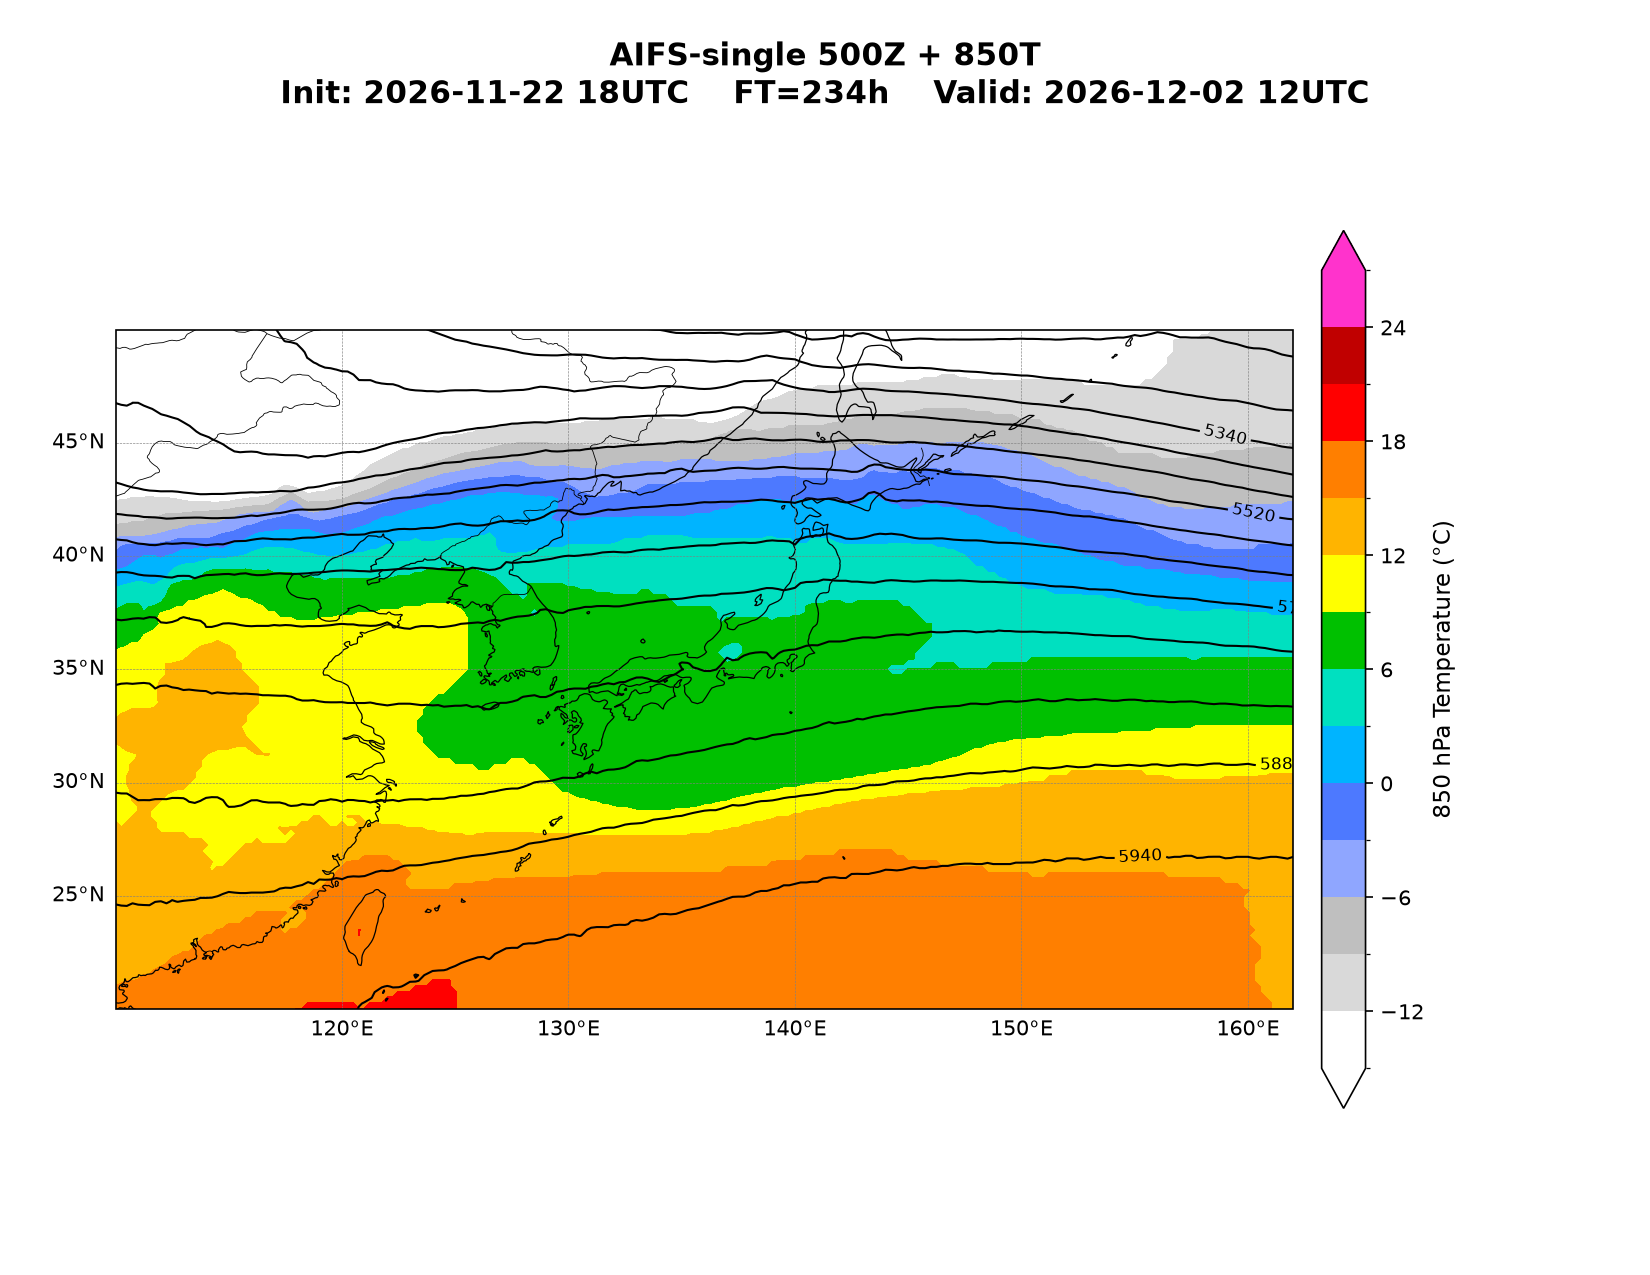 AIFS-single 500Z + 850T
Init: 2026-11-22 18UTC    FT=234h    Valid: 2026-12-02 12UTC
24
18
12
6
0
−6
−12
850 hPa Temperature (°C)
45°N
40°N
35°N
30°N
25°N
120°E
130°E
140°E
150°E
160°E
5340
5520
57
588
5940